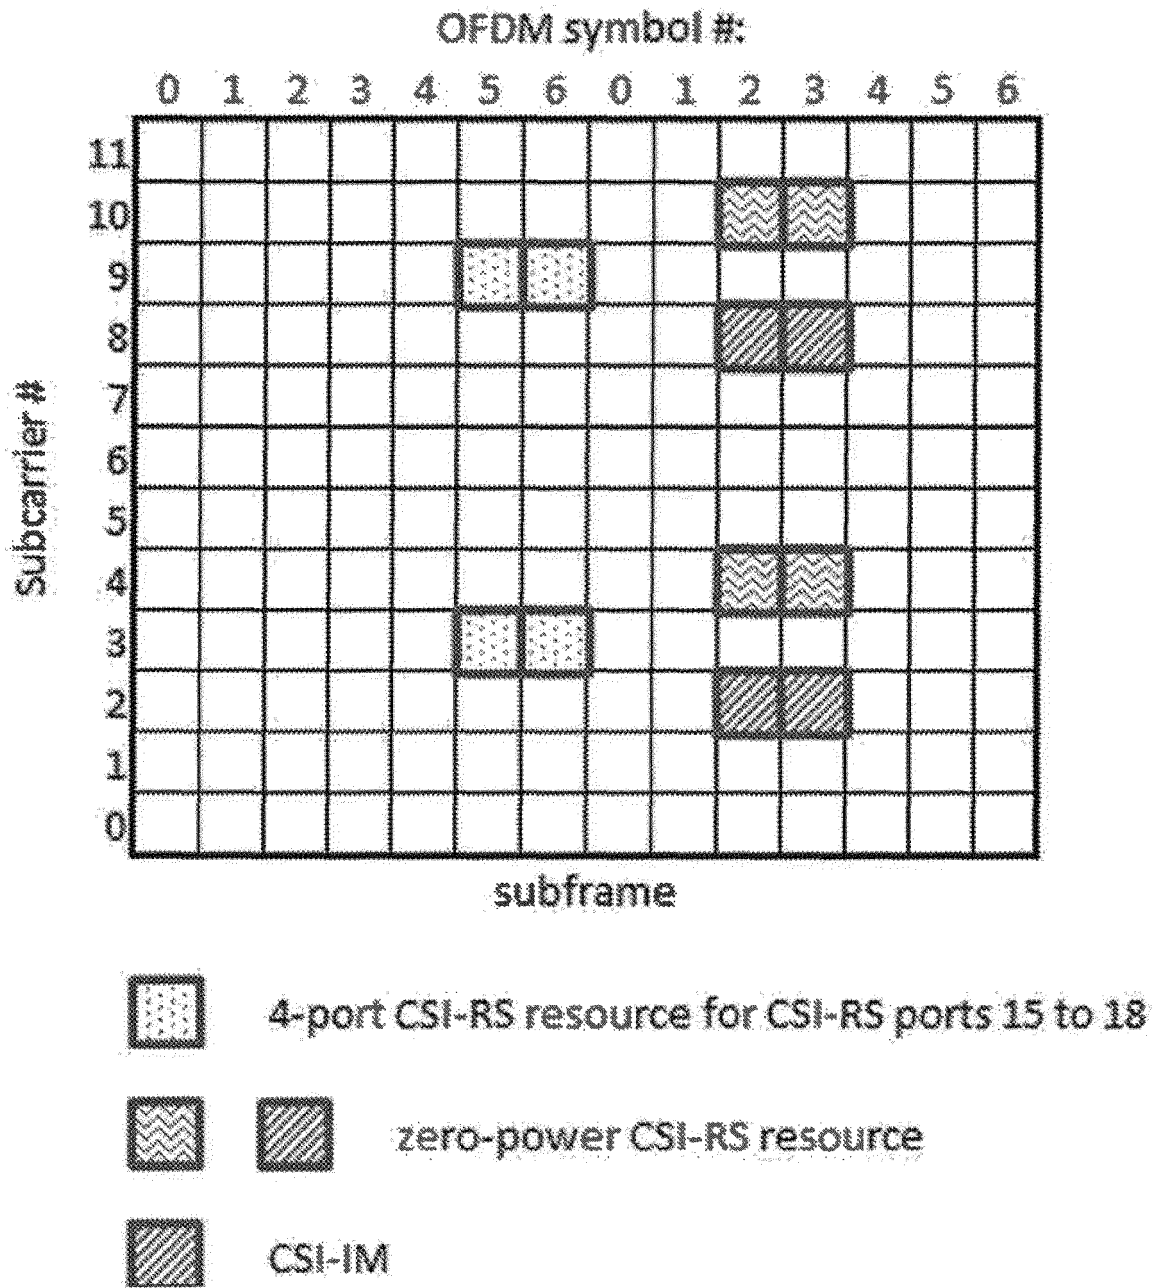 OFDM symbol #:
0 1 2 3 4 5 6 0 1 2 3 4 5 6
11
10
9
8
7
6
5
4
3
2
1
0
Subcarrier #
subframe
4-port CSI-RS resource for CSI-RS ports 15 to 18
zero-power CSI-RS resource
CSI-IM